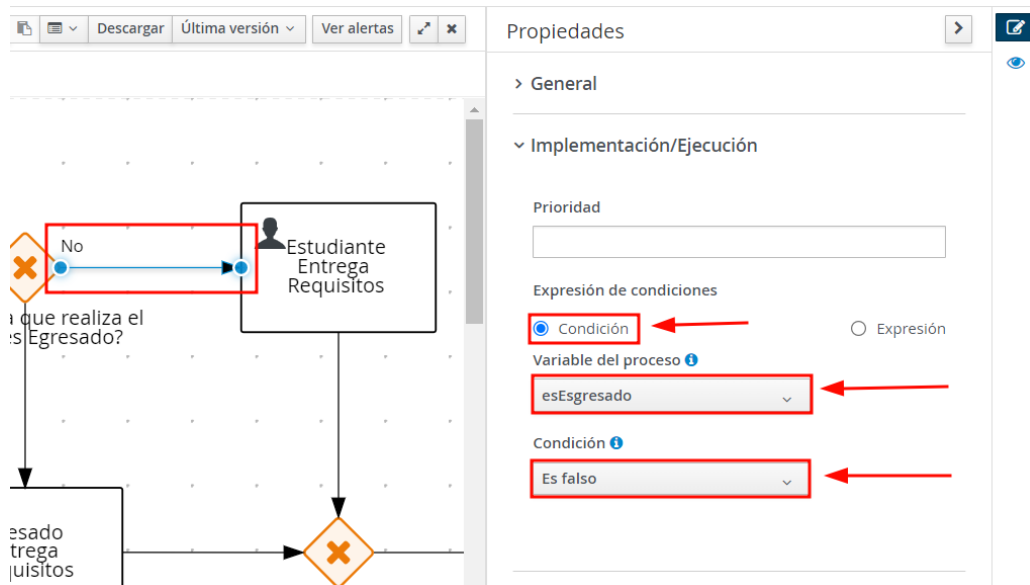 Descargar
Última versión
Ver alertas
Propiedades
General
Implementación/Ejecución
Prioridad
Expresión de condiciones
Condición
Expresión
Variable del proceso
esEsgresado
Condición
Es falso
No
Estudiante
Entrega
Requisitos
a que realiza el
es Egresado?
esado
trega
quisitos